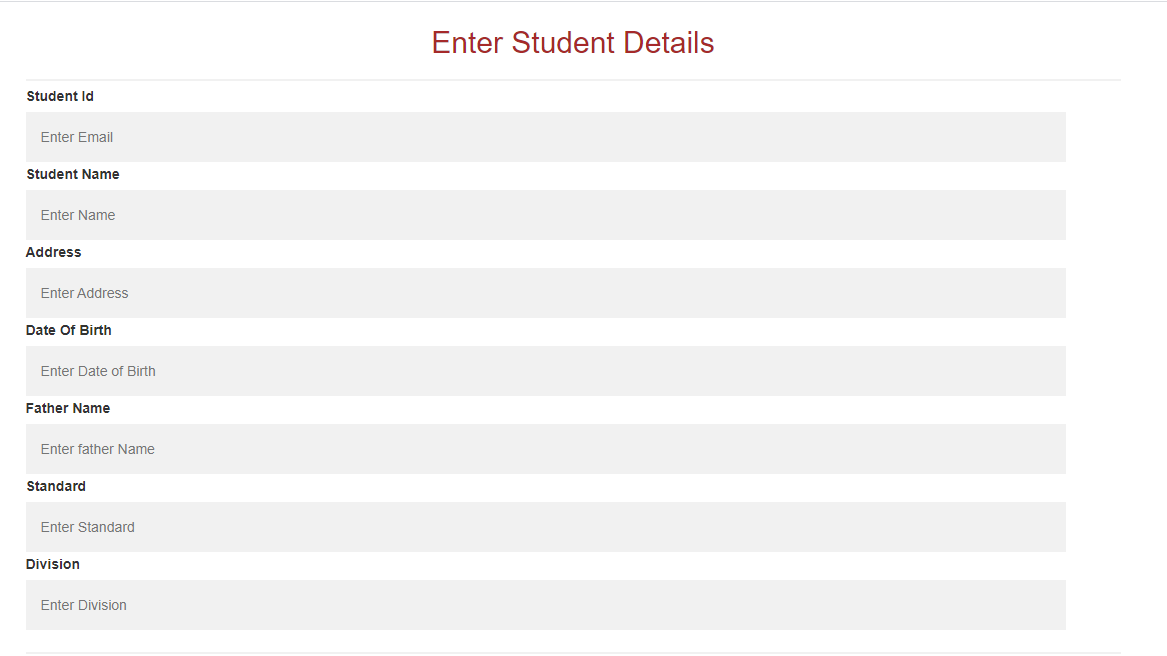 Enter Student Details
Student Id
Enter Email
Student Name
Enter Name
Address
Enter Address
Date Of Birth
Enter Date of Birth
Father Name
Enter father Name
Standard
Enter Standard
Division
Enter Division